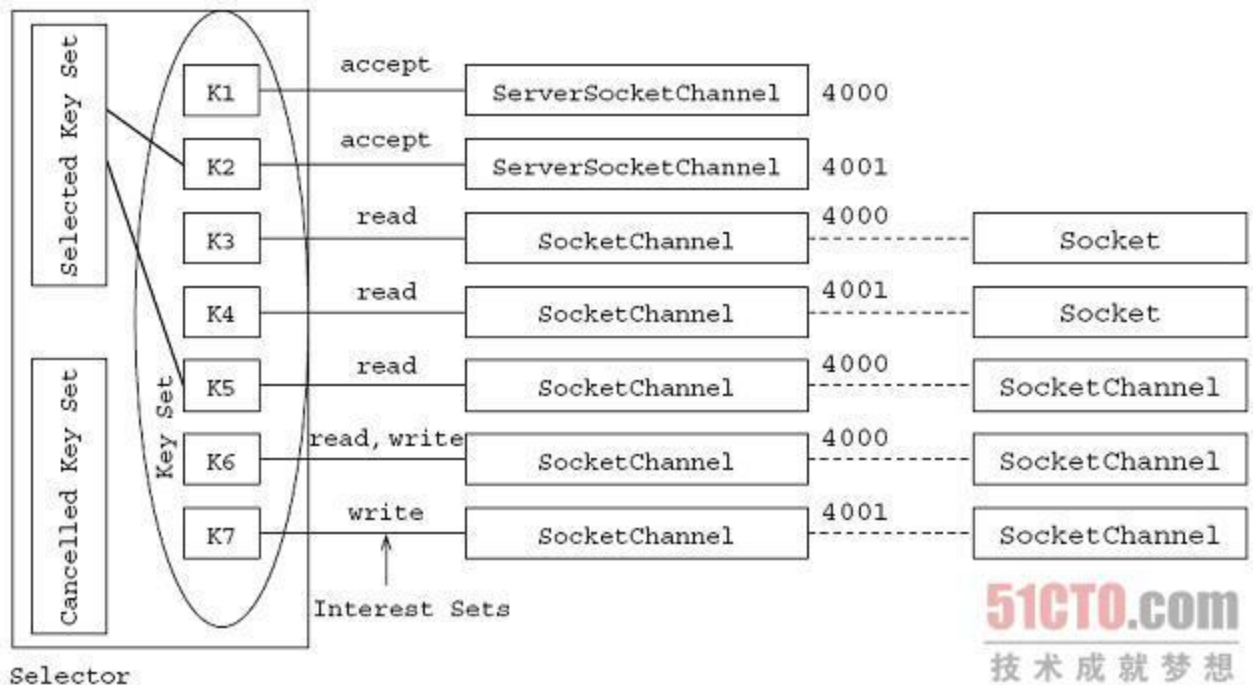 Selected Key Set
Cancelled Key Set
Key Set
K1 accept ServerSocketChannel 4000
K2 accept ServerSocketChannel 4001
K3 read SocketChannel 4000 Socket
K4 read SocketChannel 4001 Socket
K5 read SocketChannel 4000 SocketChannel
K6 read, write SocketChannel 4000 SocketChannel
K7 write SocketChannel 4001 SocketChannel
Interest Sets
Selector
51CTO.com
技术成就梦想